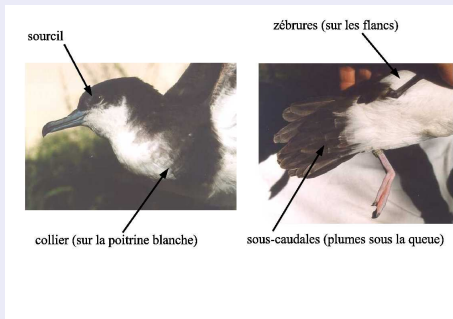 sourcil
zébrures (sur les flancs)
collier (sur la poitrine blanche)
sous-caudales (plumes sous la queue)